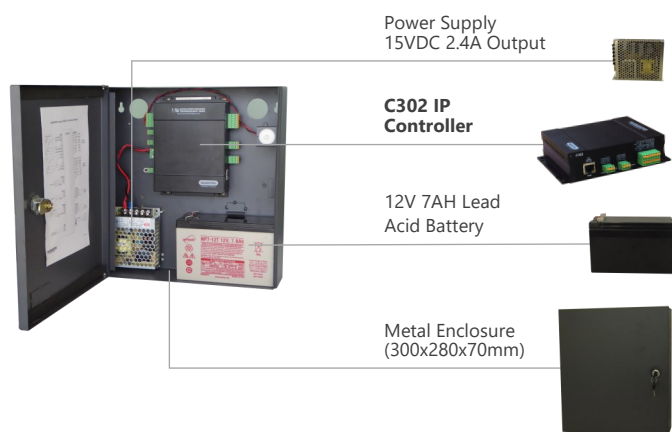 Power Supply
15VDC 2.4A Output
C302 IP
Controller
12V 7AH Lead
Acid Battery
Metal Enclosure
(300x280x70mm)